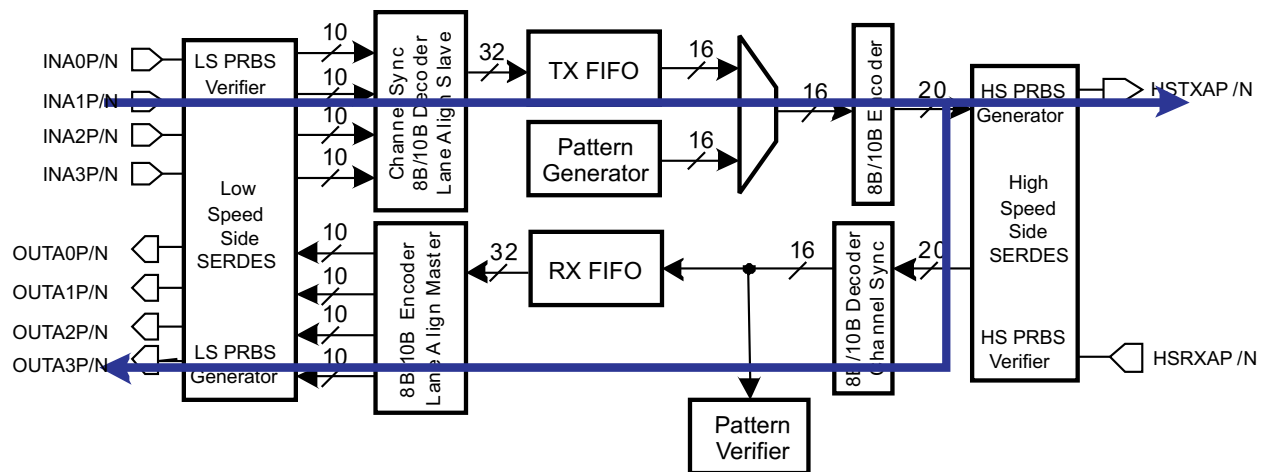 INA0P/N
INA1P/N
INA2P/N
INA3P/N
OUTA0P/N
OUTA1P/N
OUTA2P/N
OUTA3P/N
LS PRBS
Verifier
Low
Speed
Side
SERDES
LS PRBS
Generator
10
10
10
10
10
10
10
10
Channel Sync
8B/10B Decoder
Lane Align Slave
8B/10B Encoder
Lane Align Master
32
32
TX FIFO
Pattern
Generator
RX FIFO
16
16
16
16
Pattern
Verifier
8B/10B Encoder
8B/10B Decoder
Channel Sync
20
20
HS PRBS
Generator
High
Speed
Side
SERDES
HS PRBS
Verifier
HSTXAP/N
HSRXAP/N